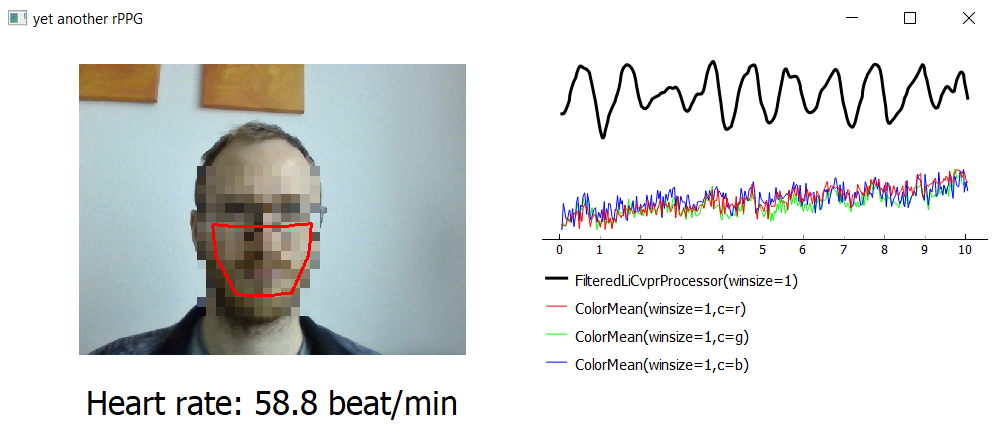 yet another rPPG
0 1 2 3 4 5 6 7 8 9 10
FilteredLiCvprProcessor(winsize=1)
ColorMean(winsize=1,c=r)
ColorMean(winsize=1,c=g)
ColorMean(winsize=1,c=b)
Heart rate: 58.8 beat/min